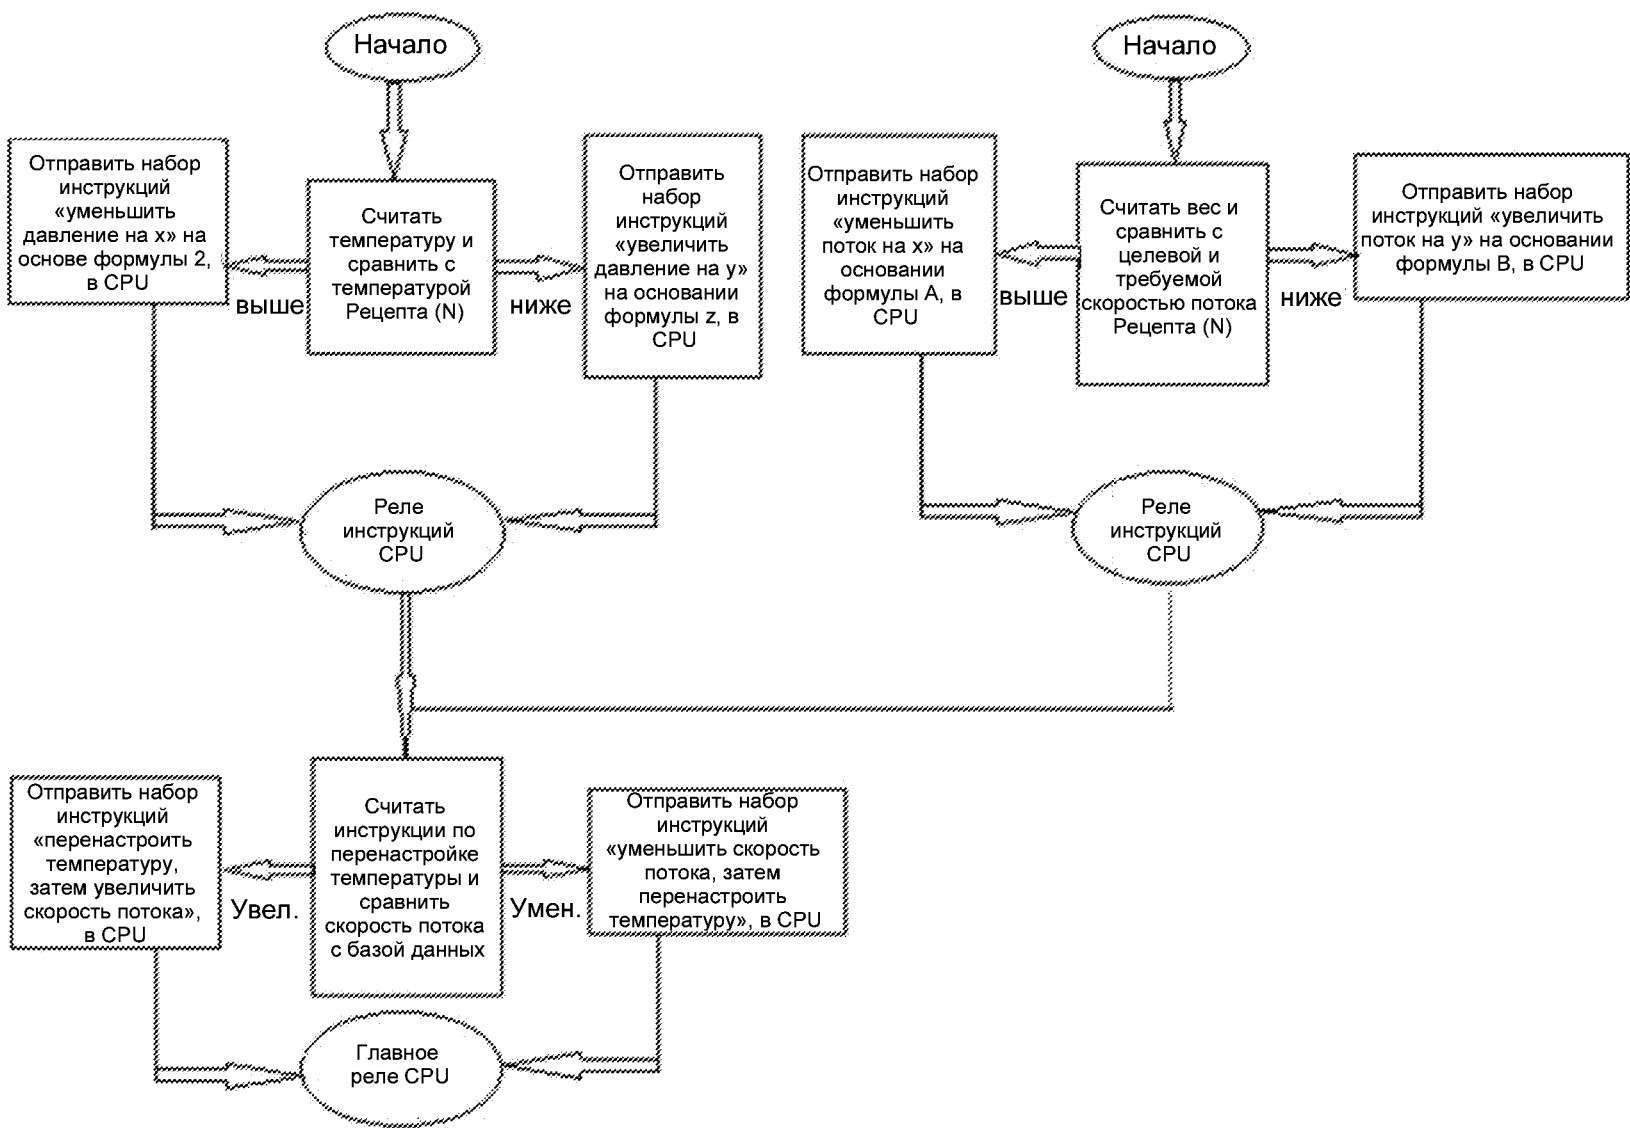 Начало
Начало
Отправить набор
инструкций
«уменьшить
давление на х» на
основе формулы 2,
в CPU
Считать
температуру и
сравнить с
температурой
Рецепта (N)
Отправить
набор
инструкций
«увеличить
давление на у»
на основании
формулы z, в
CPU
выше
ниже
Отправить набор
инструкций
«уменьшить
поток на х» на
основании
формулы А, в
CPU
Считать вес и
сравнить с
целевой и
требуемой
скоростью потока
Рецепта (N)
Отправить набор
инструкций «увеличить
поток на у» на основании
формулы В, в CPU
выше
ниже
Реле
инструкций
CPU
Реле
инструкций
CPU
Отправить набор
инструкций
«перенастроить
температуру,
затем увеличить
скорость потока»,
в CPU
Увел.
Считать
инструкции по
перенастройке
температуры и
сравнить
скорость потока
с базой данных
Умен.
Отправить набор
инструкций
«уменьшить скорость
потока, затем
перенастроить
температуру», в CPU
Главное
реле CPU